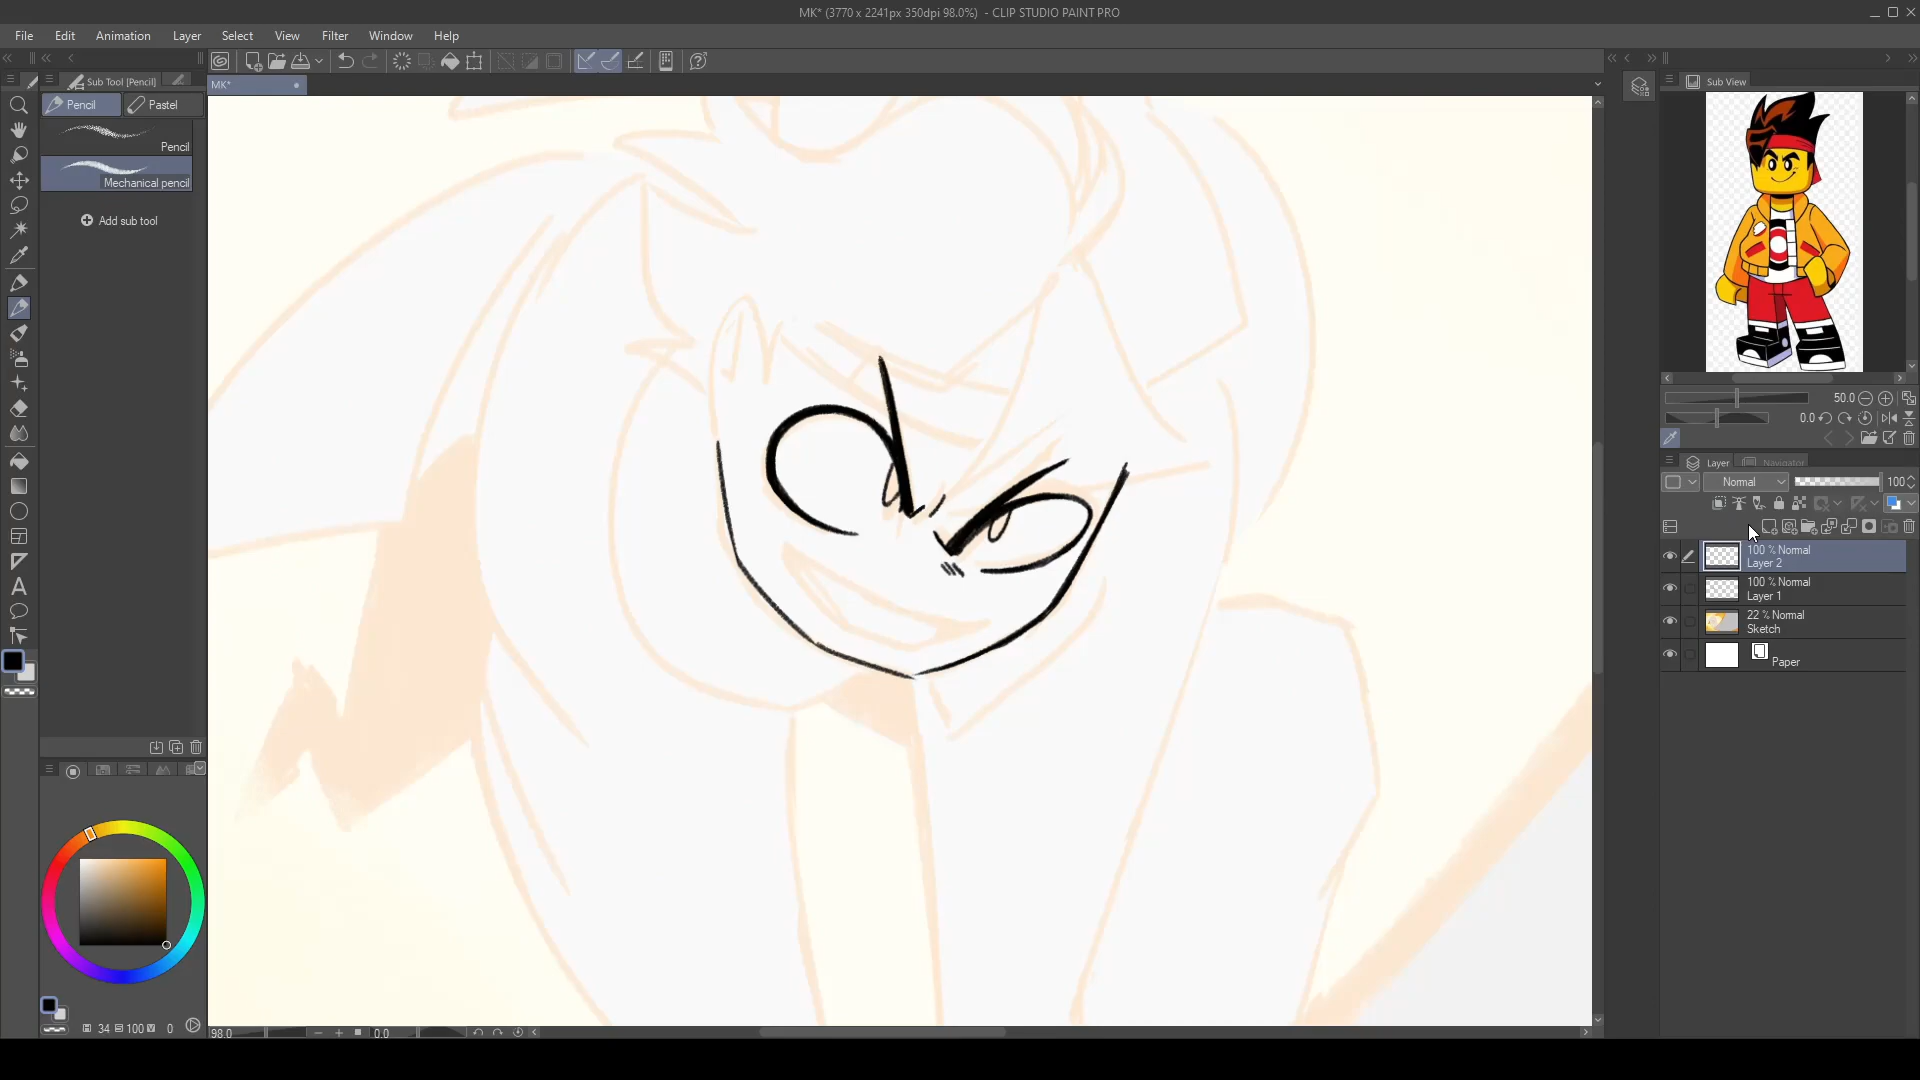 MK* (3770 x 2241px 350dpi 98.0%)  - CLIP STUDIO PAINT PRO
File Edit Animation Layer Select View Filter Window Help
Sub Tool [Pencil]
MK*
Sub View
Pencil Pastel
Pencil
Mechanical pencil
Add sub tool
50.0
0.0
Layer Navigator
Normal 100
100 % Normal
Layer 2
100 % Normal
Layer 1
22 % Normal
Sketch
Paper
H 34 S 100 V 0
98.0 0.0